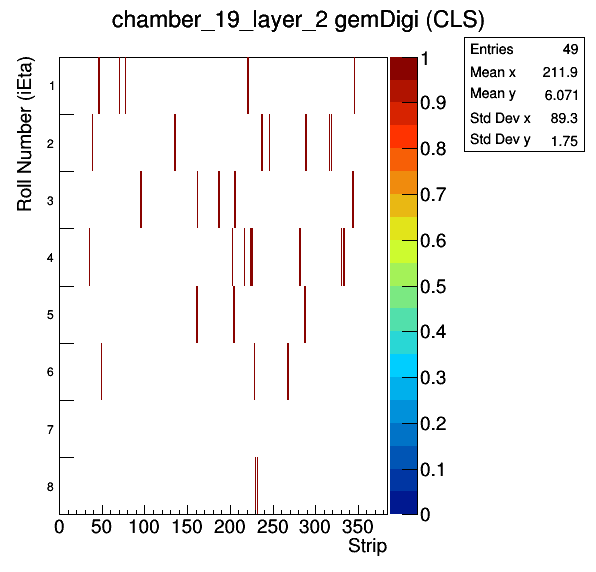 chamber_19_layer_2 gemDigi (CLS)
Entries 49
Mean x 211.9
Mean y 6.071
Std Dev x 89.3
Std Dev y 1.75
Roll Number (iEta)
1
2
3
4
5
6
7
8
0 50 100 150 200 250 300 350
Strip
1
0.9
0.8
0.7
0.6
0.5
0.4
0.3
0.2
0.1
0